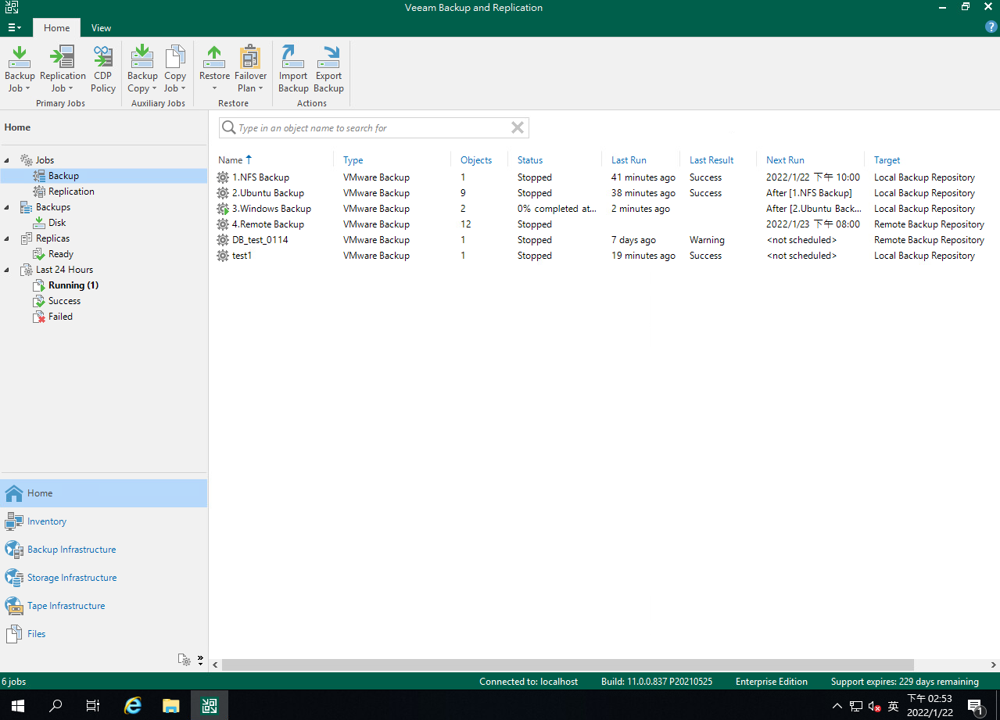 Veeam Backup and Replication
Home View
Backup Job
Replication Job
CDP Policy
Primary Jobs
Backup Copy
Copy Job
Auxiliary Jobs
Restore
Failover Plan
Restore
Import Backup
Export Backup
Actions
Home
Jobs
Backup
Replication
Backups
Disk
Replicas
Ready
Last 24 Hours
Running (1)
Success
Failed
Home
Inventory
Backup Infrastructure
Storage Infrastructure
Tape Infrastructure
Files
Type in an object name to search for
Name Type Objects Status Last Run Last Result Next Run Target
1.NFS Backup VMware Backup 1 Stopped 41 minutes ago Success 2022/1/22 下午 10:00 Local Backup Repository
2.Ubuntu Backup VMware Backup 9 Stopped 38 minutes ago Success After [1.NFS Backup] Local Backup Repository
3.Windows Backup VMware Backup 2 0% completed at... 2 minutes ago After [2.Ubuntu Back... Local Backup Repository
4.Remote Backup VMware Backup 12 Stopped 2022/1/23 下午 08:00 Remote Backup Repository
DB_test_0114 VMware Backup 1 Stopped 7 days ago Warning <not scheduled> Remote Backup Repository
test1 VMware Backup 1 Stopped 19 minutes ago Success <not scheduled> Local Backup Repository
6 jobs
Connected to: localhost Build: 11.0.0.837 P20210525 Enterprise Edition Support expires: 229 days remaining
英
下午 02:53
2022/1/22
1